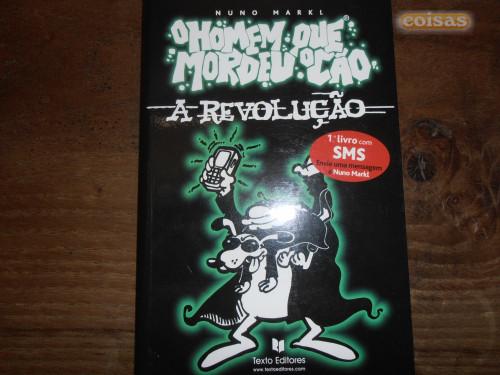 NUNO MARKL
O HOMEM QUE
MORDEU O CÃO®
A REVOLUÇÃO
1.º livro com
SMS
Envie uma mensagem
a Nuno Markl
Texto Editores
www.textoeditores.com
coisas